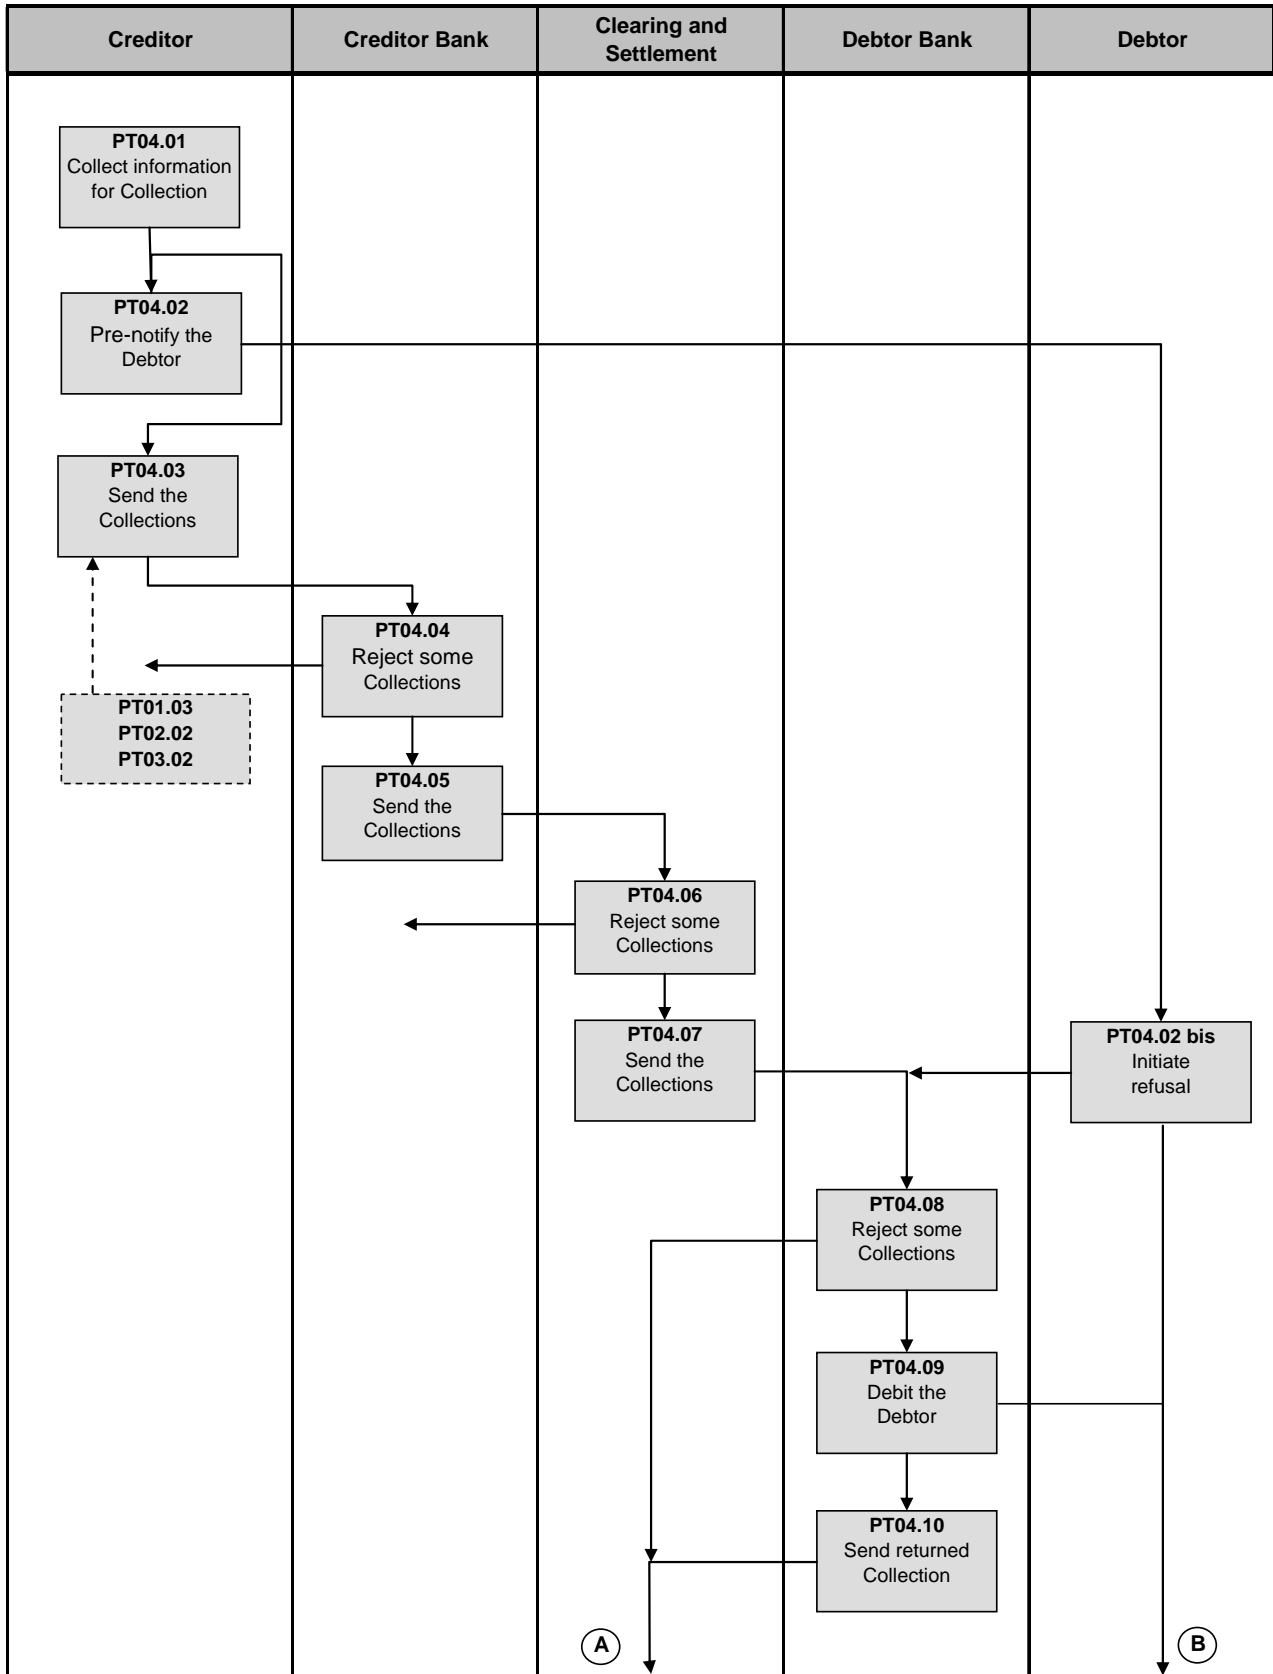 Creditor
Creditor Bank
Clearing and
Settlement
Debtor Bank
Debtor
PT04.01
Collect information
for Collection
PT04.02
Pre-notify the
Debtor
PT04.03
Send the
Collections
PT04.04
Reject some
Collections
PT01.03
PT02.02
PT03.02
PT04.05
Send the
Collections
PT04.06
Reject some
Collections
PT04.07
Send the
Collections
PT04.02 bis
Initiate
refusal
PT04.08
Reject some
Collections
PT04.09
Debit the
Debtor
PT04.10
Send returned
Collection
A
B